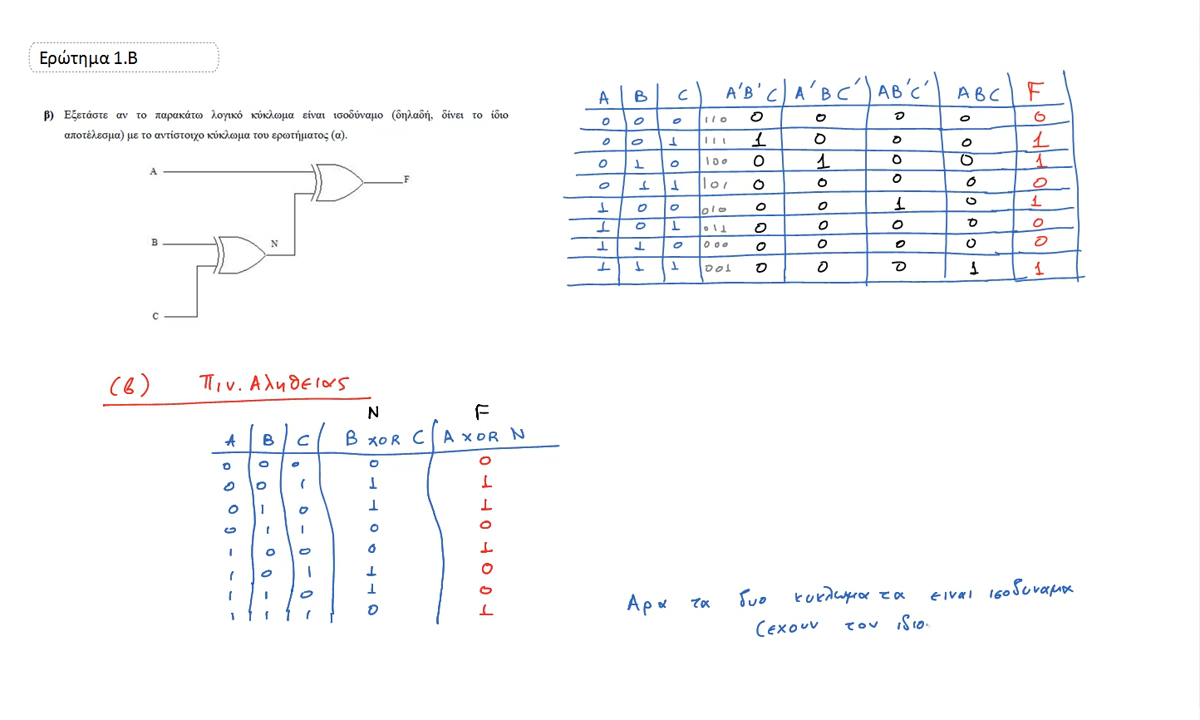 Ερώτημα 1.Β
β) Εξετάστε αν το παρακάτω λογικό κύκλωμα είναι ισοδύναμο (δηλαδή, δίνει το ίδιο
αποτέλεσμα) με το αντίστοιχο κύκλωμα του ερωτήματος (α).
A
F
B
N
C
A B C A'B'C A'BC' AB'C' ABC F
0 0 0 110 0 0 0 0 0
0 0 1 111 1 0 0 0 1
0 1 0 100 0 1 0 0 1
0 1 1 101 0 0 0 0 0
1 0 0 010 0 0 1 0 1
1 0 1 011 0 0 0 0 0
1 1 0 000 0 0 0 0 0
1 1 1 001 0 0 0 1 1
(β) Πιν. Αληθειας
N F
A B C B XOR C A XOR N
0 0 0 0 0
0 0 1 1 1
0 1 0 1 1
0 1 1 0 0
1 0 0 0 1
1 0 1 1 0
1 1 0 1 0
1 1 1 0 1
Αρα τα δυο κυκλωματα ειναι ισοδυναμα
(εχουν τον ιδιο